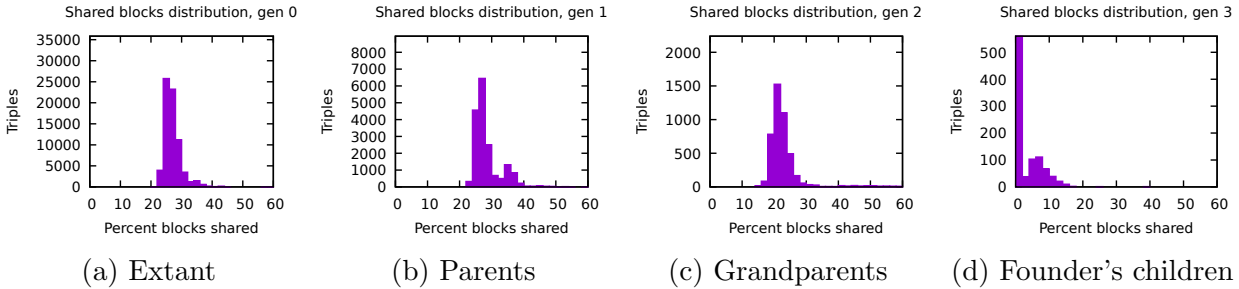 Shared blocks distribution, gen 0
35000
30000
25000
20000
15000
10000
5000
0
Triples
0 10 20 30 40 50 60
Percent blocks shared
(a) Extant
Shared blocks distribution, gen 1
8000
7000
6000
5000
4000
3000
2000
1000
0
Triples
0 10 20 30 40 50 60
Percent blocks shared
(b) Parents
Shared blocks distribution, gen 2
2000
1500
1000
500
0
Triples
0 10 20 30 40 50 60
Percent blocks shared
(c) Grandparents
Shared blocks distribution, gen 3
500
400
300
200
100
0
Triples
0 10 20 30 40 50 60
Percent blocks shared
(d) Founder's children